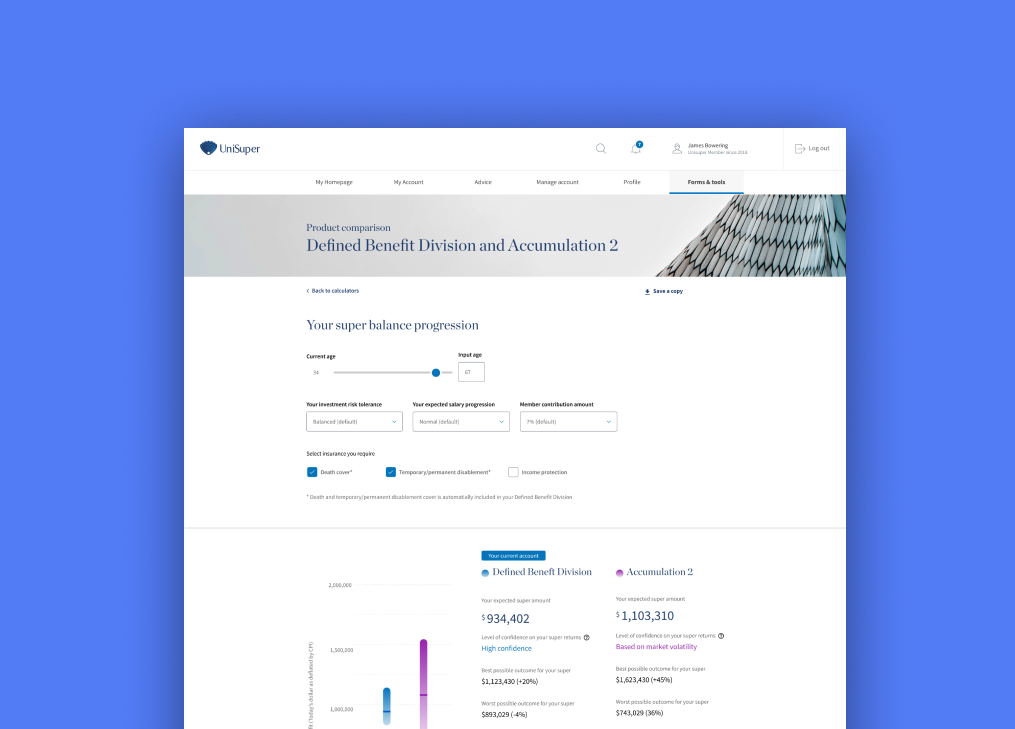 UniSuper
7
James Bowering
Unisuper Member since 2018
Log out
My Homepage
My Account
Advice
Manage account
Profile
Forms & tools
Product comparison
Defined Benefit Division and Accumulation 2
Back to calculators
Save a copy
Your super balance progression
Current age
Input age
34
67
Your investment risk tolerance
Your expected salary progression
Member contribution amount
Balanced (default)
Normal (default)
7% (default)
Select insurance you require
Death cover*
Temporary/permanent disablement*
Income protection
* Death and temporary/permanent disablement cover is automatically included in your Defined Benefit Division
Your current account
Defined Beneft Division
Accumulation 2
2,000,000
1,500,000
1,000,000
fit (Today's dollar as deflated by CPI)
Your expected super amount
$934,402
Level of confidence on your super returns ?
High confidence
Best possible outcome for your super
$1,123,430 (+20%)
Worst possible outcome for your super
$893,029 (-4%)
Your expected super amount
$1,103,310
Level of confidence on your super returns ?
Based on market volatility
Best possible outcome for your super
$1,623,430 (+45%)
Worst possible outcome for your super
$743,029 (36%)